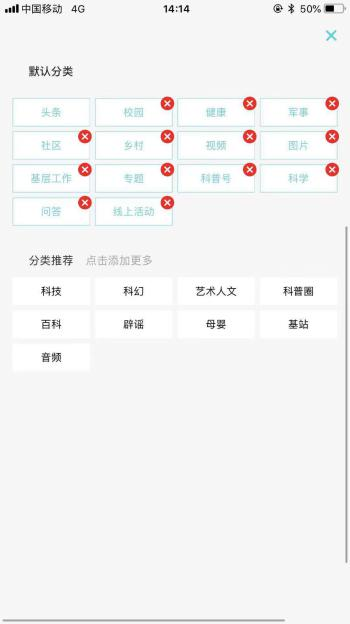 中国移动 4G 14:14 50%
默认分类
头条 校园 健康 军事
社区 乡村 视频 图片
基层工作 专题 科普号 科学
问答 线上活动
分类推荐 点击添加更多
科技 科幻 艺术人文 科普圈
百科 辟谣 母婴 基站
音频